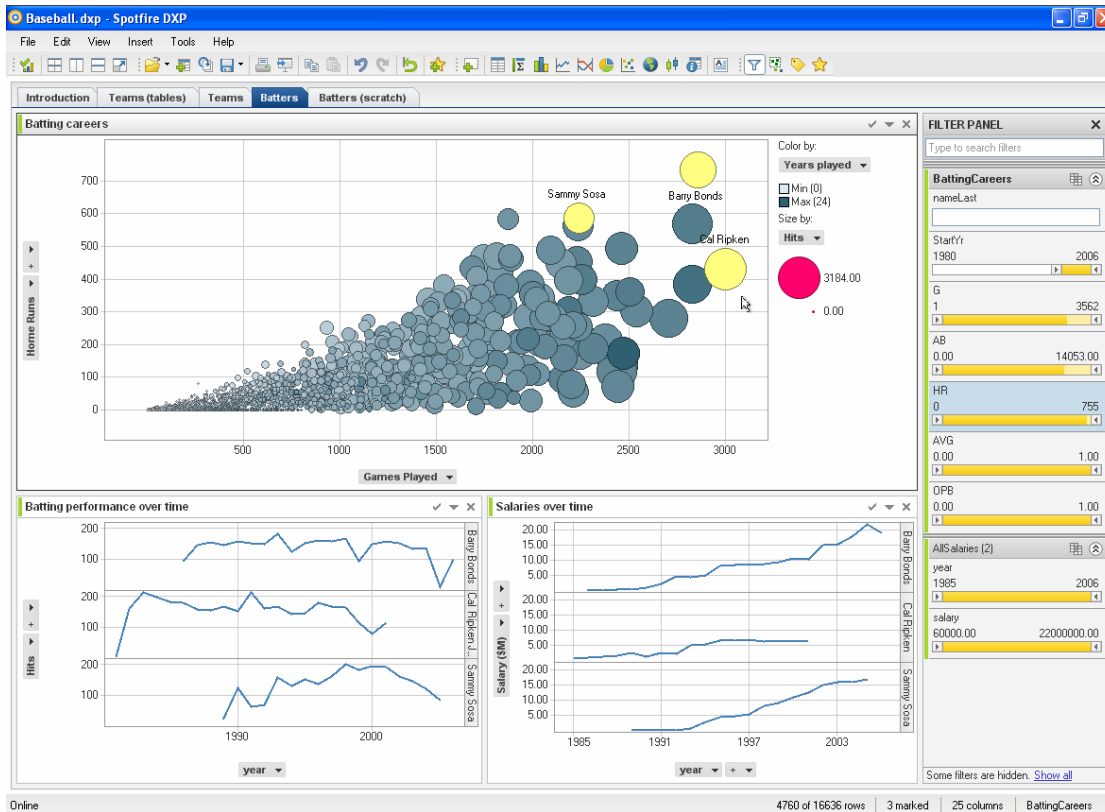 Baseball.dxp - Spotfire DXP
File Edit View Insert Tools Help
Introduction Teams (tables) Teams Batters Batters (scratch)
Batting careers
700
600
500
400
300
200
100
0
Home Runs
+
500 1000 1500 2000 2500 3000
Games Played
Sammy Sosa
Barry Bonds
Cal Ripken
Color by:
Years played
Min (0)
Max (24)
Size by:
Hits
3184.00
0.00
Batting performance over time
200
100
200
100
200
100
Barry Bonds
Cal Ripken J...
Sammy Sosa
Hits
+
1990 2000
year
Salaries over time
20.00
15.00
10.00
5.00
20.00
15.00
10.00
5.00
20.00
15.00
10.00
5.00
Barry Bonds
Cal Ripken
Sammy Sosa
Salary ($M)
+
1985 1991 1997 2003
year +
FILTER PANEL
Type to search filters
BattingCareers
nameLast
StartYr
1980 2006
G
1 3562
AB
0.00 14053.00
HR
0 755
AVG
0.00 1.00
OPB
0.00 1.00
AllSalaries (2)
year
1985 2006
salary
60000.00 22000000.00
Some filters are hidden. Show all
Online 4760 of 16636 rows 3 marked 25 columns BattingCareers